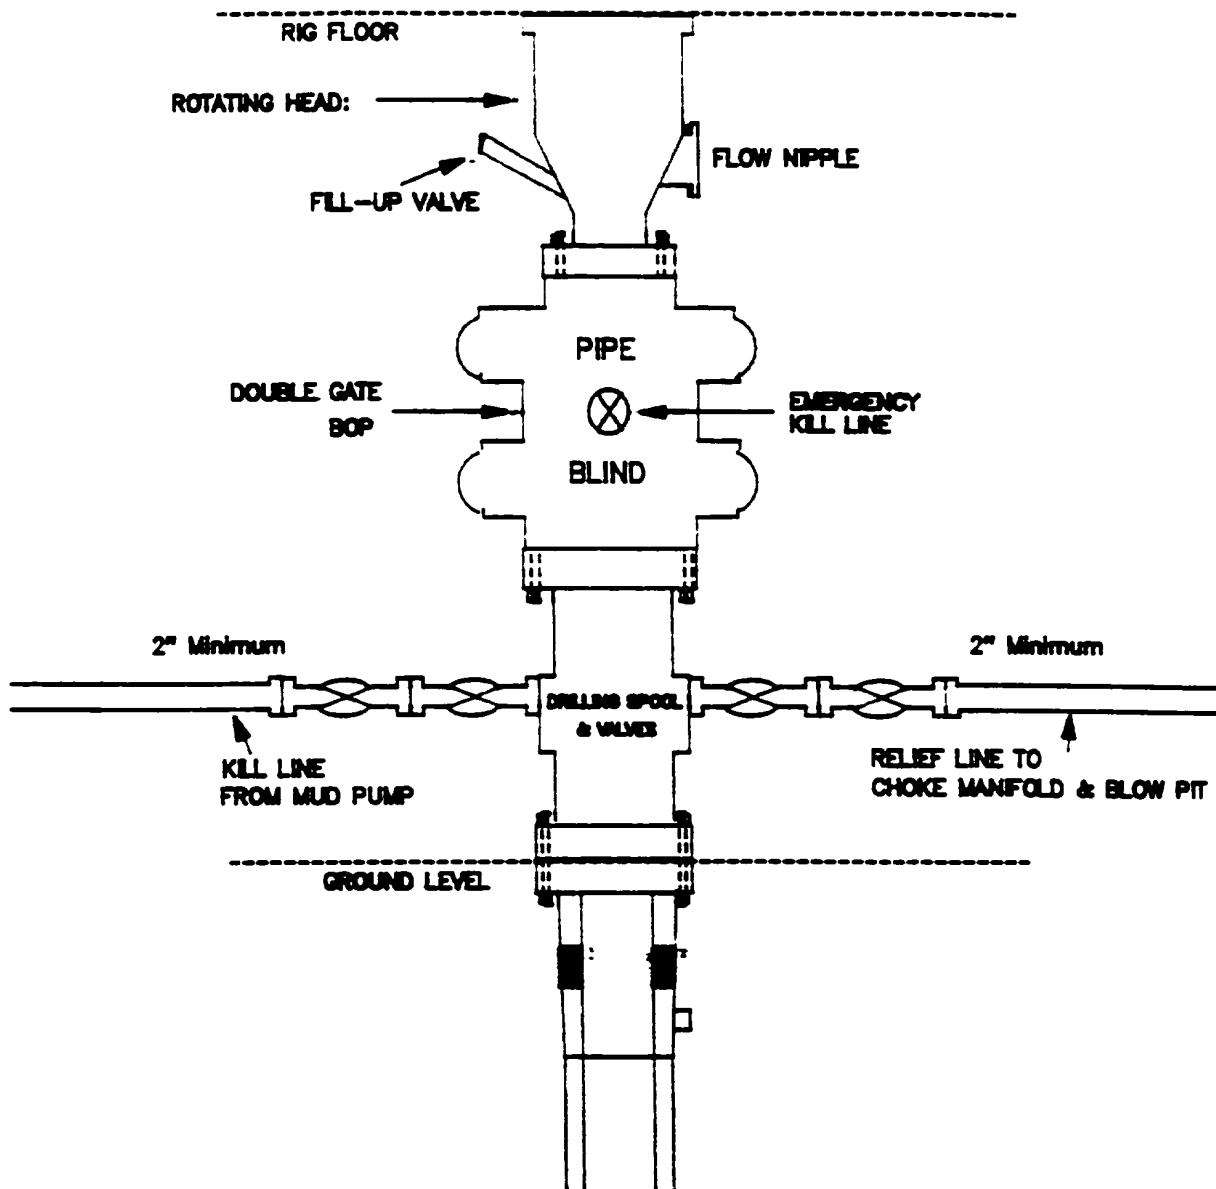 RIG FLOOR
ROTATING HEAD:
FLOW NIPPLE
FILL-UP VALVE
PIPE
DOUBLE GATE
BOP
EMERGENCY
KILL LINE
BLIND
2" Minimum
2" Minimum
DRILLING SPOOL
& VALVES
KILL LINE
FROM MUD PUMP
RELIEF LINE TO
CHOKE MANIFOLD & BLOW PIT
GROUND LEVEL